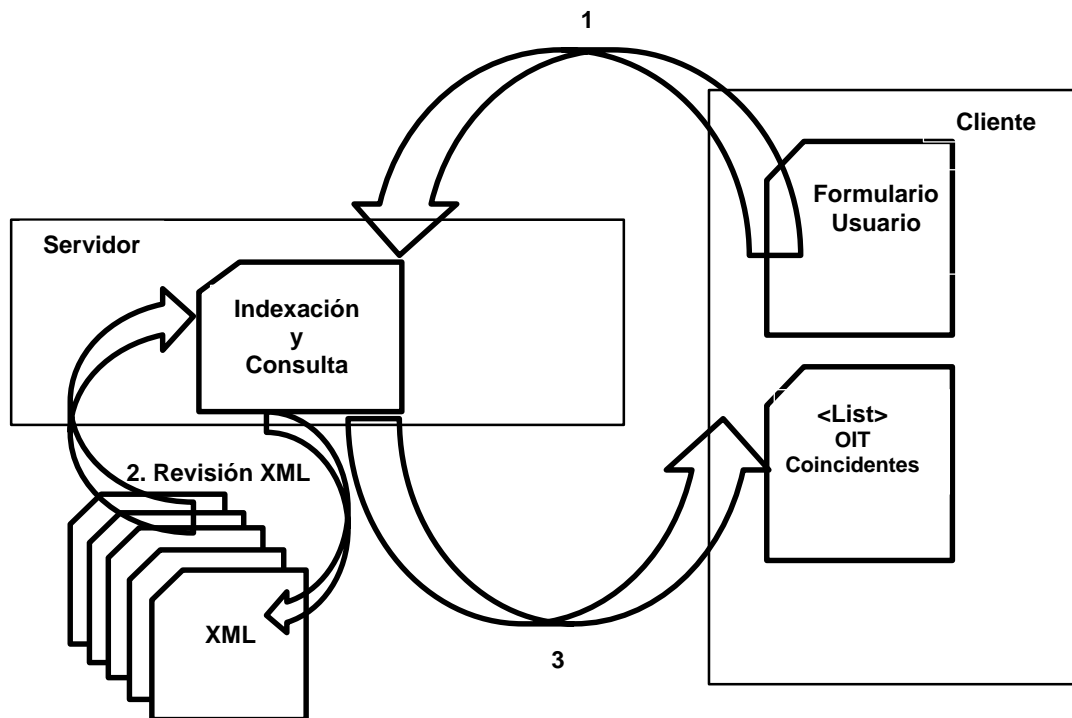 1
Cliente
Formulario
Usuario
Servidor
Indexación
y
Consulta
<List>
OIT
Coincidentes
2. Revisión XML
XML
3